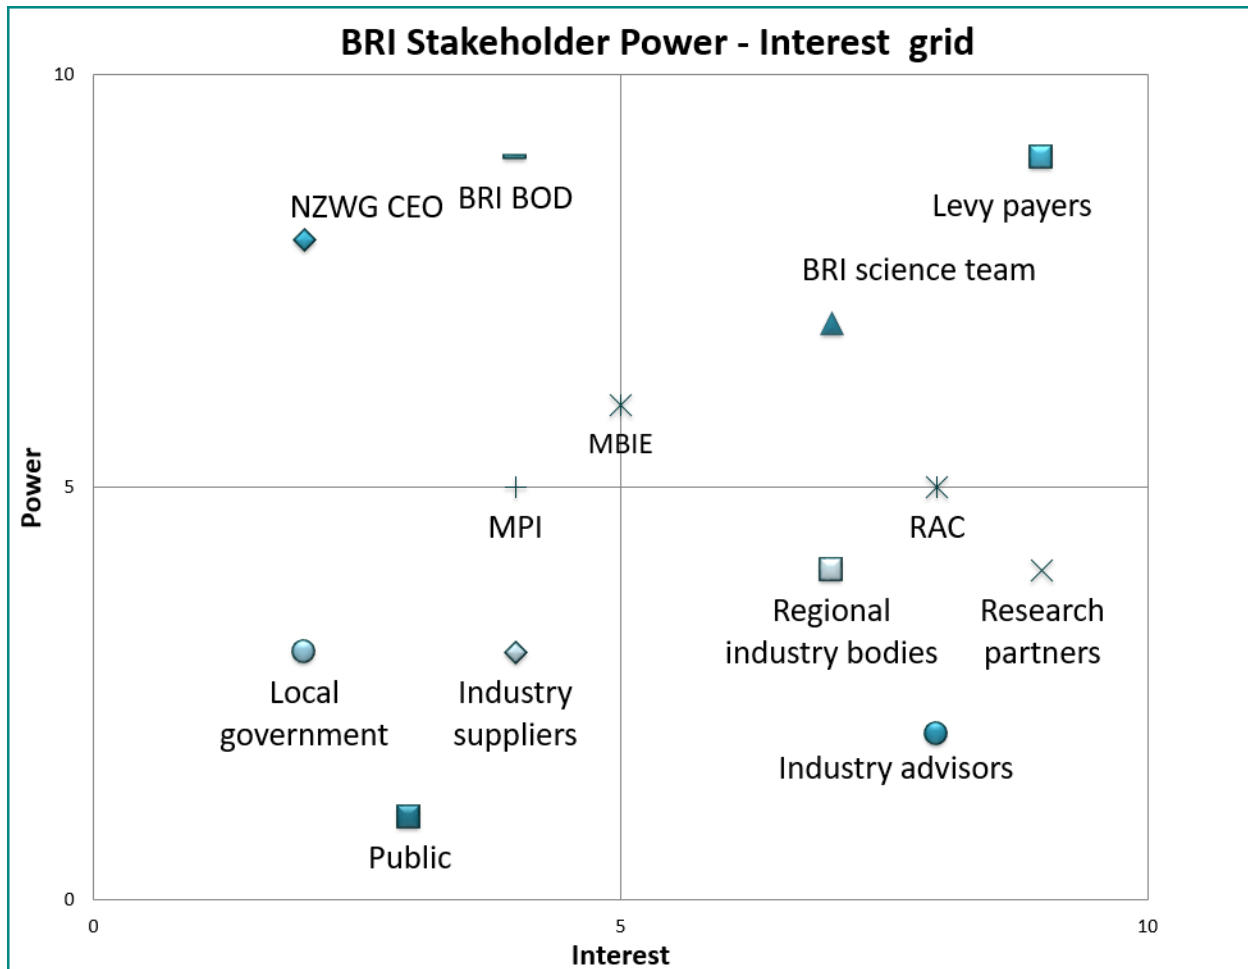 BRI Stakeholder Power - Interest grid
10
NZWG CEO
BRI BOD
Levy payers
BRI science team
MBIE
Power
5
MPI
RAC
Regional
industry bodies
Research
partners
Local
government
Industry
suppliers
Industry advisors
Public
0
0
5
10
Interest